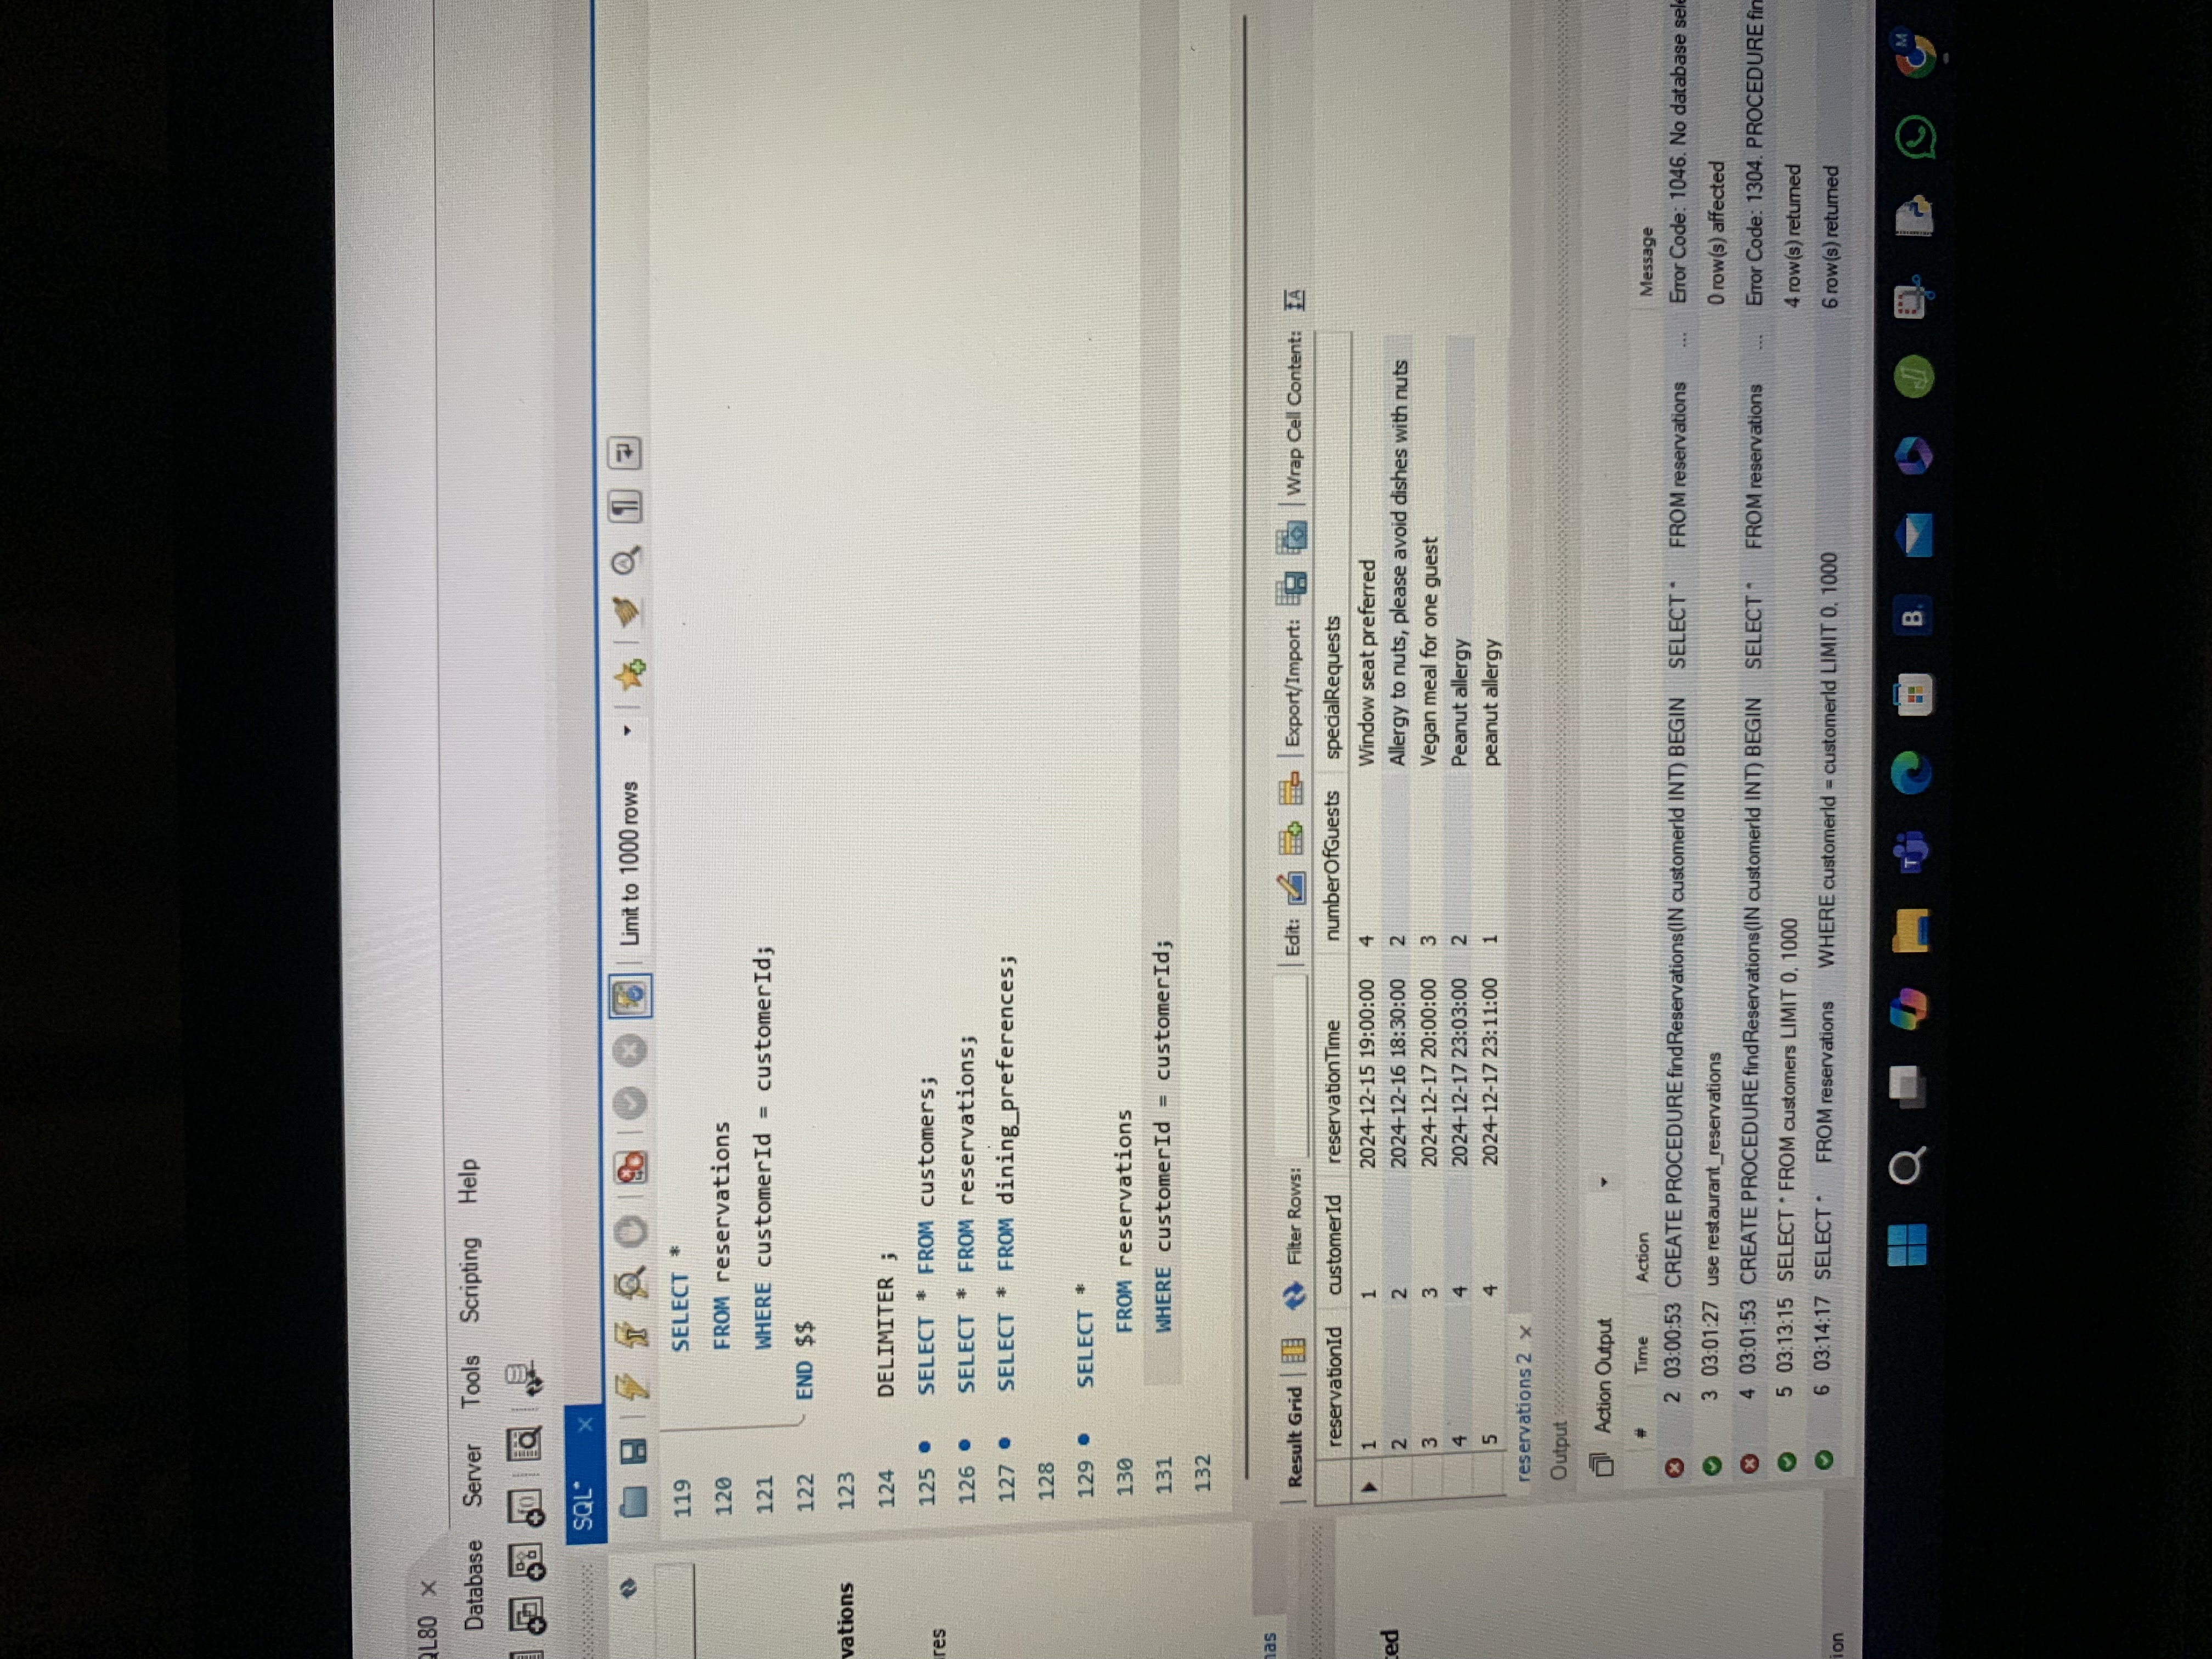 QL80
Database Server Tools Scripting Help
SQL*
Limit to 1000 rows
119 SELECT *
120 FROM reservations
121 WHERE customerId = customerId;
122 END $$
123
vations
124 DELIMITER ;
125 SELECT * FROM customers;
res
126 SELECT * FROM reservations;
127 SELECT * FROM dining_preferences;
128
129 SELECT *
130 FROM reservations
131 WHERE customerId = customerId;
132
nas
Result Grid Filter Rows: Edit: Export/Import: Wrap Cell Content:
reservationId customerId reservationTime numberOfGuests specialRequests
1 1 2024-12-15 19:00:00 4 Window seat preferred
2 2 2024-12-16 18:30:00 2 Allergy to nuts, please avoid dishes with nuts
3 3 2024-12-17 20:00:00 3 Vegan meal for one guest
4 4 2024-12-17 23:03:00 2 Peanut allergy
ted
5 4 2024-12-17 23:11:00 1 peanut allergy
reservations 2
Output
Action Output
# Time Action Message
2 03:00:53 CREATE PROCEDURE findReservations(IN customerId INT) BEGIN SELECT * FROM reservations ... Error Code: 1046. No database sele
3 03:01:27 use restaurant_reservations 0 row(s) affected
4 03:01:53 CREATE PROCEDURE findReservations(IN customerId INT) BEGIN SELECT * FROM reservations ... Error Code: 1304. PROCEDURE fin
5 03:13:15 SELECT * FROM customers LIMIT 0, 1000 4 row(s) returned
6 03:14:17 SELECT * FROM reservations WHERE customerId = customerId LIMIT 0, 1000 6 row(s) returned
ion
B.
M